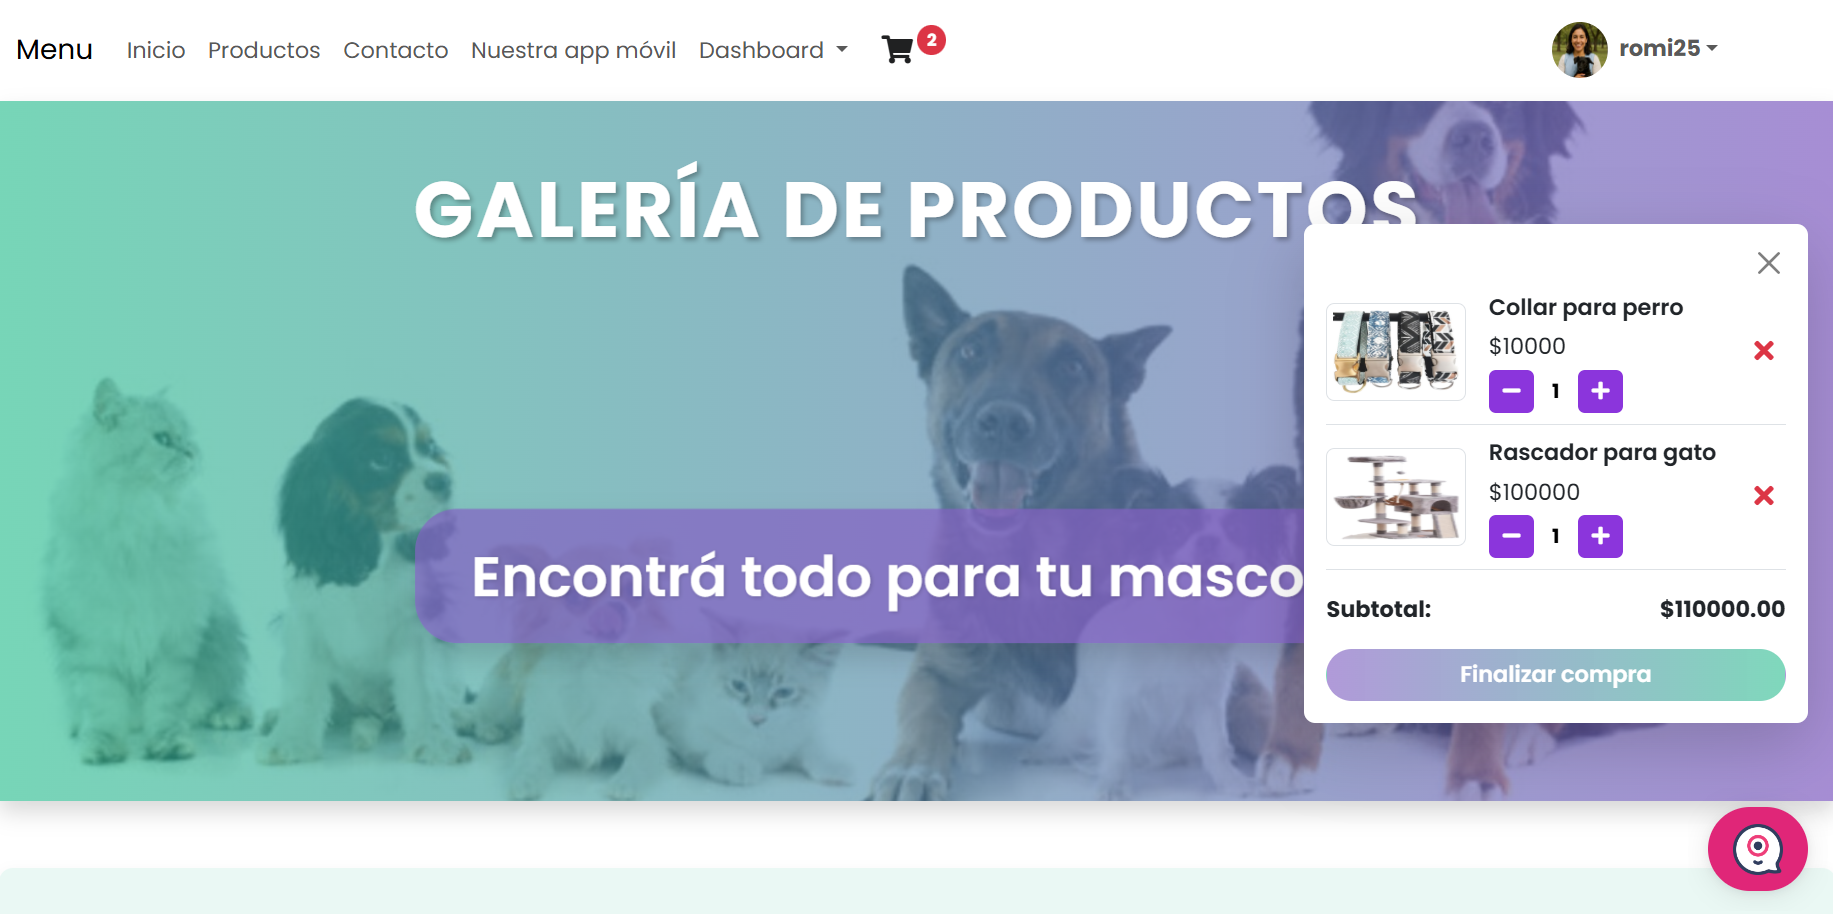 Menu Inicio Productos Contacto Nuestra app móvil Dashboard 2 romi25
GALERÍA DE PRODUCTOS
Encontrá todo para tu masco
Collar para perro
$10000
1
Rascador para gato
$100000
1
Subtotal: $110000.00
Finalizar compra